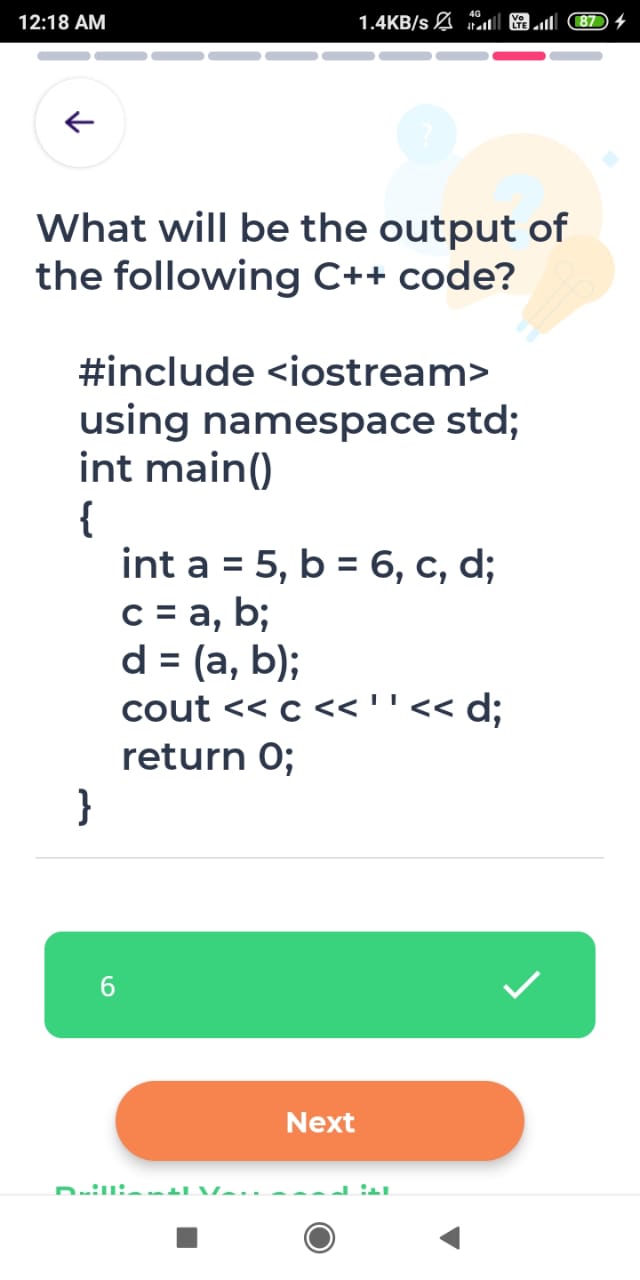 12:18 AM 1.4KB/s 4G Vo LTE 87
?
?
What will be the output of
the following C++ code?
#include <iostream>
using namespace std;
int main()
{
int a = 5, b = 6, c, d;
c = a, b;
d = (a, b);
cout << c << ' ' << d;
return 0;
}
6
Next